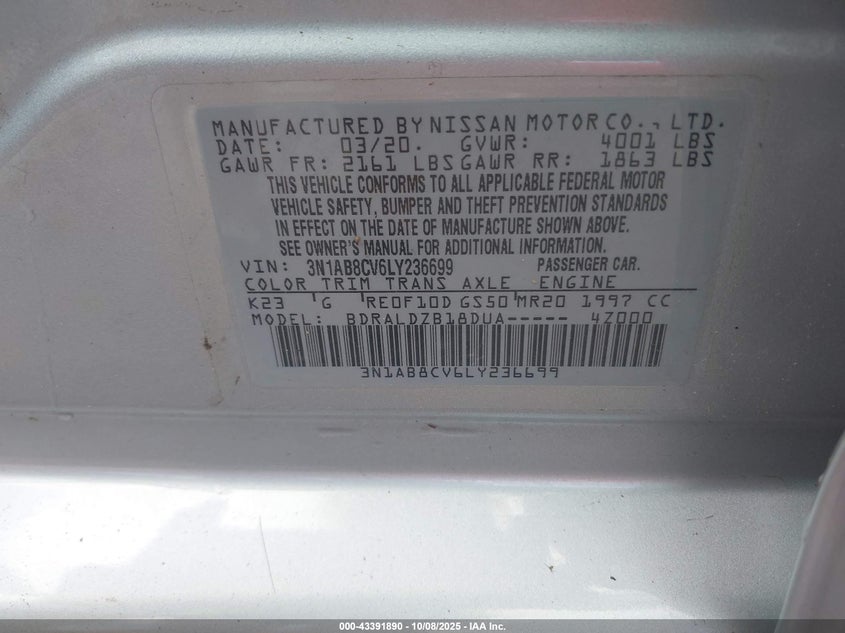 MANUFACTURED BY NISSAN MOTOR CO., LTD.
DATE: 03/20. GVWR: 4001 LBS
GAWR FR: 2161 LBS GAWR RR: 1863 LBS
THIS VEHICLE CONFORMS TO ALL APPLICABLE FEDERAL MOTOR
VEHICLE SAFETY, BUMPER AND THEFT PREVENTION STANDARDS
IN EFFECT ON THE DATE OF MANUFACTURE SHOWN ABOVE.
SEE OWNER'S MANUAL FOR ADDITIONAL INFORMATION.
VIN: 3N1AB8CV6LY236699 PASSENGER CAR.
COLOR TRIM TRANS AXLE ENGINE
K23 'G 'RE0F10D GS50'MR20 1997 CC
MODEL: BDRALDZB18DUA----- 4Z000
3N1AB8CV6LY236699
000-43391890 - 10/08/2025 - IAA Inc.